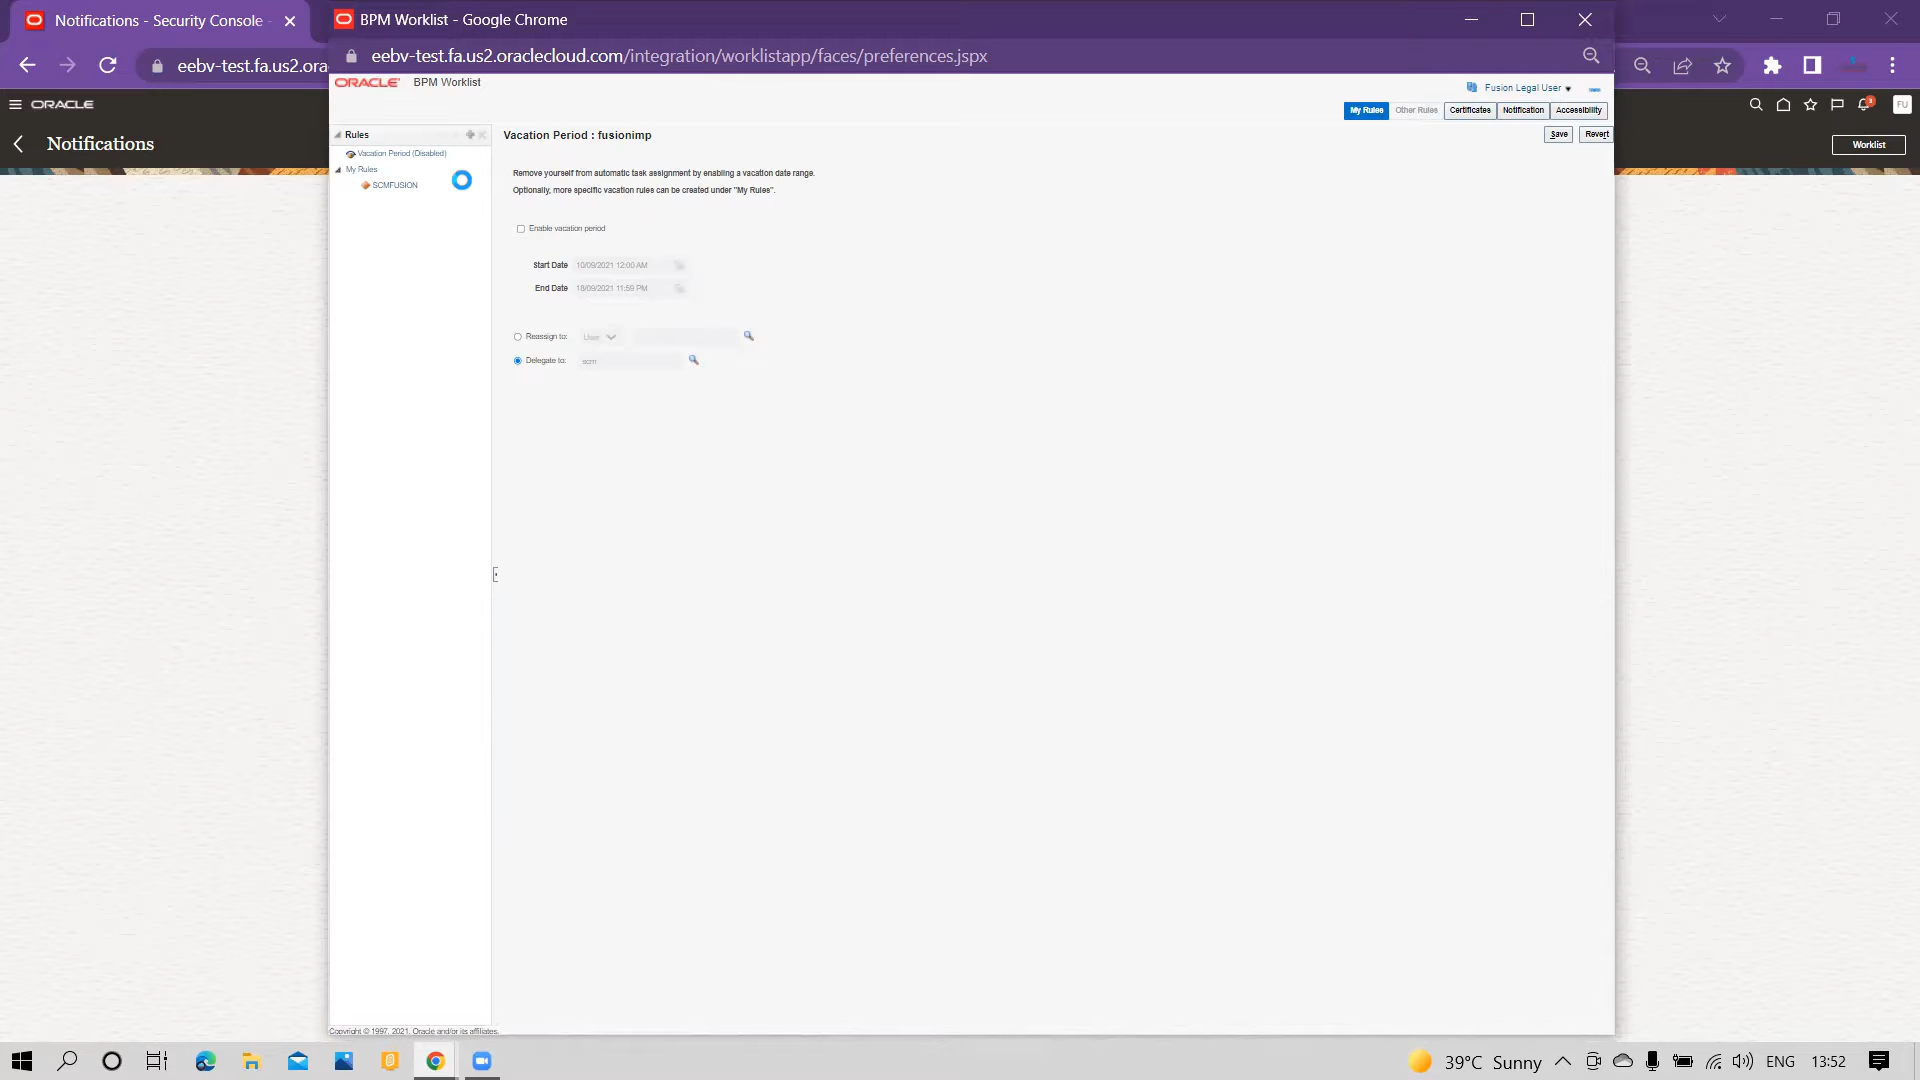 Notifications - Security Console -
BPM Worklist - Google Chrome
eebv-test.fa.us2.ora
eebv-test.fa.us2.oraclecloud.com/integration/worklistapp/faces/preferences.jspx
ORACLE
Notifications
Worklist
FU
ORACLE BPM Worklist
Fusion Legal User
My Rules Other Rules Certificates Notification Accessibility
Rules
Vacation Period (Disabled)
My Rules
SCMFUSION
Vacation Period : fusionimp
Save Revert
Remove yourself from automatic task assignment by enabling a vacation date range.
Optionally, more specific vacation rules can be created under "My Rules".
Enable vacation period
Start Date 10/09/2021 12:00 AM
End Date 18/09/2021 11:59 PM
Reassign to: User
Delegate to: scm
Copyright © 1997, 2021, Oracle and/or its affiliates.
39°C Sunny
ENG
13:52